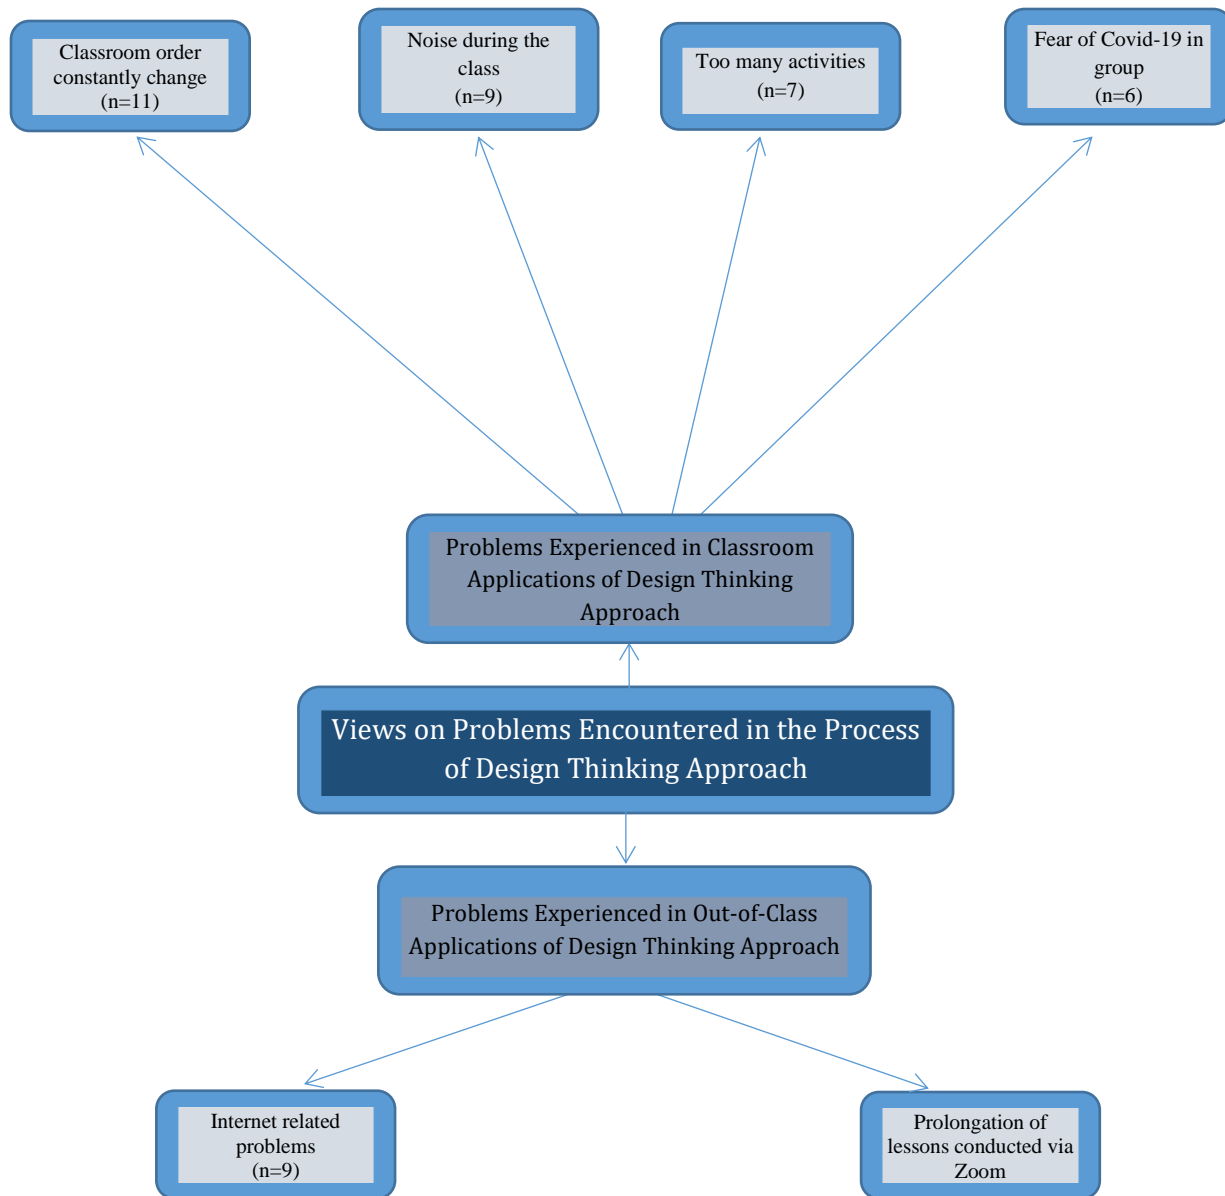 Classroom order
constantly change
(n=11)
Noise during the
class
(n=9)
Too many activities
(n=7)
Fear of Covid-19 in
group
(n=6)
Problems Experienced in Classroom
Applications of Design Thinking
Approach
Views on Problems Encountered in the Process
of Design Thinking Approach
Problems Experienced in Out-of-Class
Applications of Design Thinking Approach
Internet related
problems
(n=9)
Prolongation of
lessons conducted via
Zoom